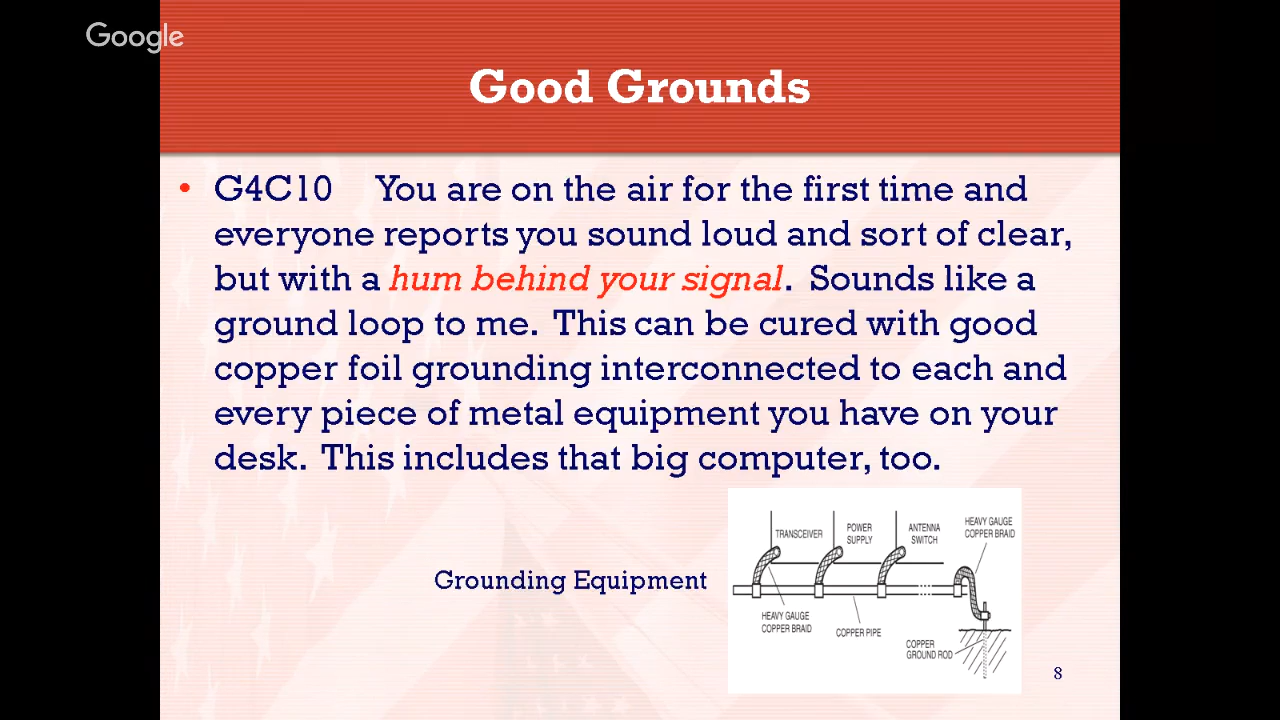 Google
Good Grounds
• G4C10 You are on the air for the first time and
everyone reports you sound loud and sort of clear,
but with a hum behind your signal. Sounds like a
ground loop to me. This can be cured with good
copper foil grounding interconnected to each and
every piece of metal equipment you have on your
desk. This includes that big computer, too.
Grounding Equipment
TRANSCEIVER
POWER
SUPPLY
ANTENNA
SWITCH
HEAVY GAUGE
COPPER BRAID
HEAVY GAUGE
COPPER BRAID
COPPER PIPE
COPPER
GROUND ROD
8